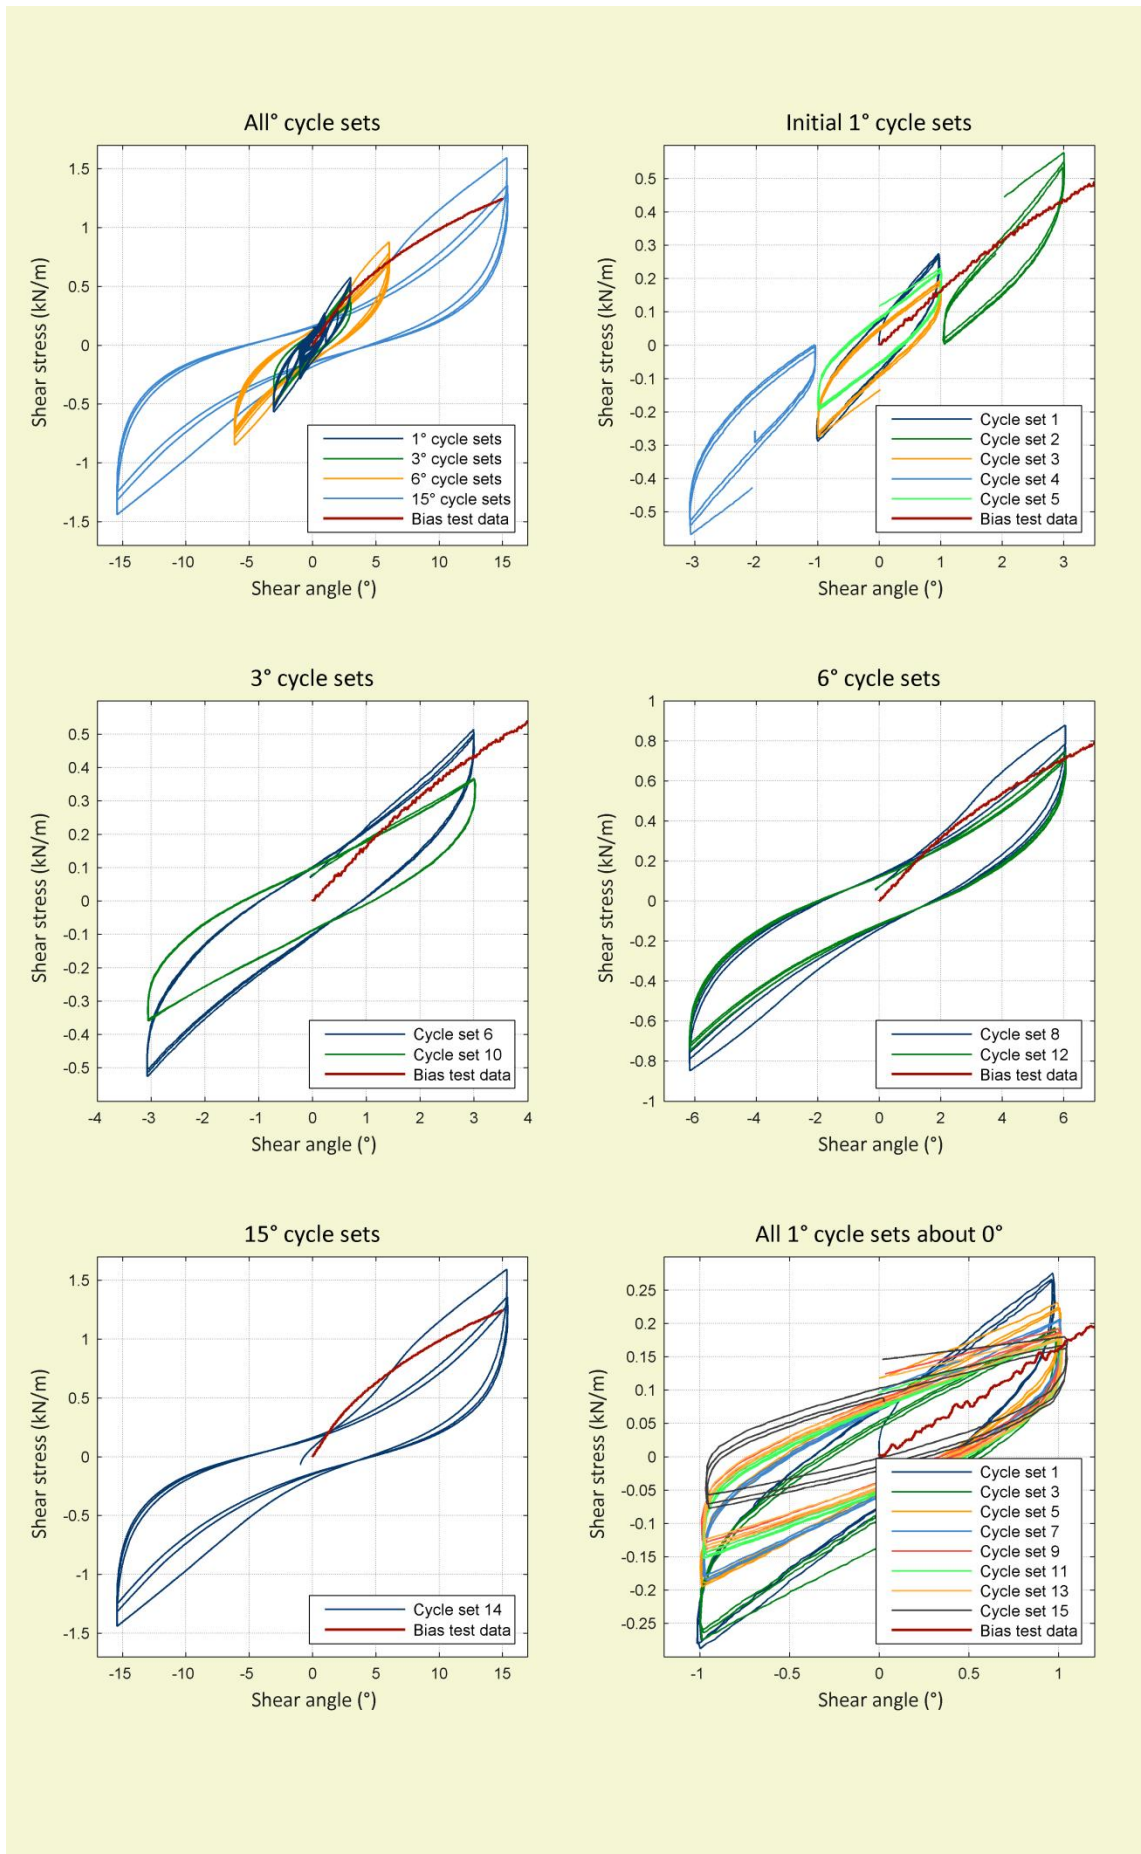 All° cycle sets
Shear stress (kN/m)
1.5
1
0.5
0
-0.5
-1
-1.5
1° cycle sets
3° cycle sets
6° cycle sets
15° cycle sets
Bias test data
-15 -10 -5 0 5 10 15
Shear angle (°)
Initial 1° cycle sets
Shear stress (kN/m)
0.5
0.4
0.3
0.2
0.1
0
-0.1
-0.2
-0.3
-0.4
-0.5
Cycle set 1
Cycle set 2
Cycle set 3
Cycle set 4
Cycle set 5
Bias test data
-3 -2 -1 0 1 2 3
Shear angle (°)
3° cycle sets
Shear stress (kN/m)
0.5
0.4
0.3
0.2
0.1
0
-0.1
-0.2
-0.3
-0.4
-0.5
Cycle set 6
Cycle set 10
Bias test data
-4 -3 -2 -1 0 1 2 3 4
Shear angle (°)
6° cycle sets
Shear stress (kN/m)
1
0.8
0.6
0.4
0.2
0
-0.2
-0.4
-0.6
-0.8
-1
Cycle set 8
Cycle set 12
Bias test data
-6 -4 -2 0 2 4 6
Shear angle (°)
15° cycle sets
Shear stress (kN/m)
1.5
1
0.5
0
-0.5
-1
-1.5
Cycle set 14
Bias test data
-15 -10 -5 0 5 10 15
Shear angle (°)
All 1° cycle sets about 0°
Shear stress (kN/m)
0.25
0.2
0.15
0.1
0.05
0
-0.05
-0.1
-0.15
-0.2
-0.25
Cycle set 1
Cycle set 3
Cycle set 5
Cycle set 7
Cycle set 9
Cycle set 11
Cycle set 13
Cycle set 15
Bias test data
-1 -0.5 0 0.5 1
Shear angle (°)